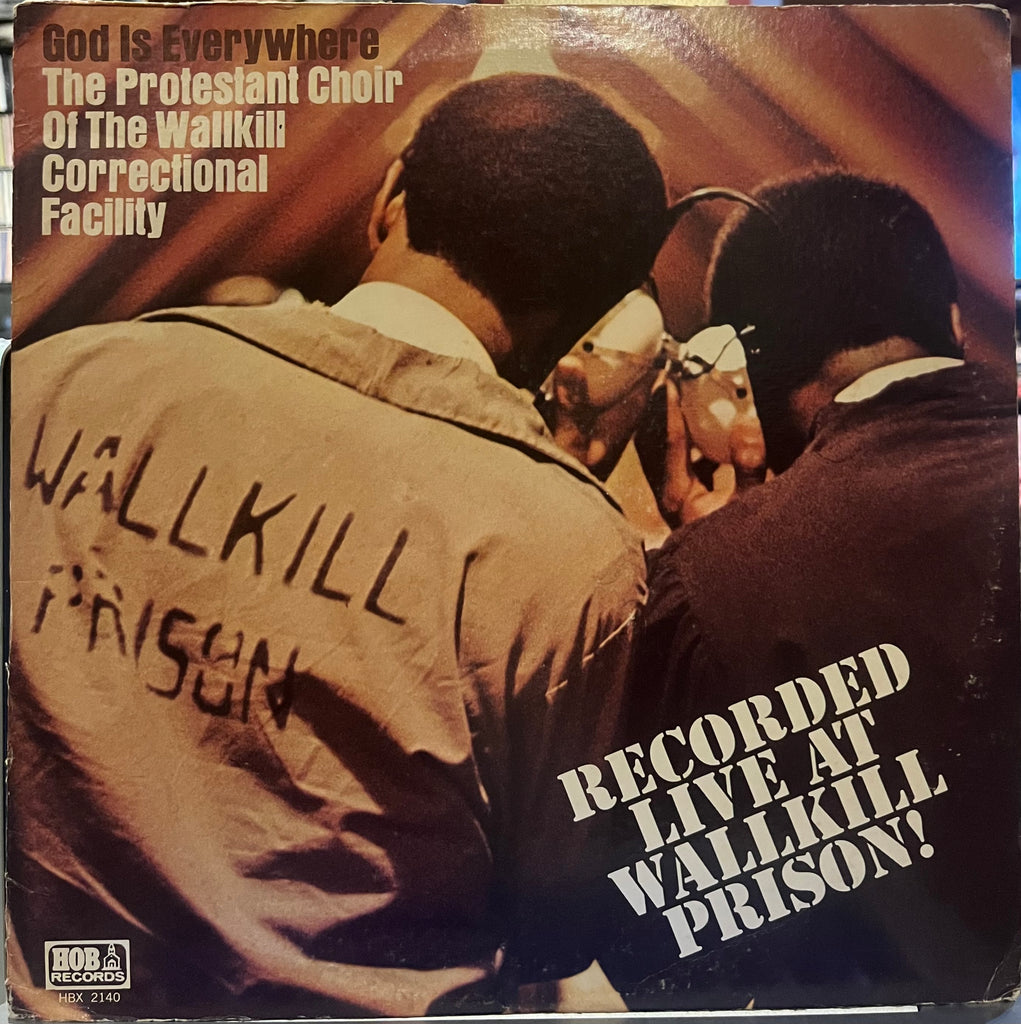 God Is Everywhere
The Protestant Choir
Of The Wallkill
Correctional
Facility
WALLKILL
PRISON
RECORDED
LIVE AT
WALLKILL
PRISON!
HOB
RECORDS
HBX 2140